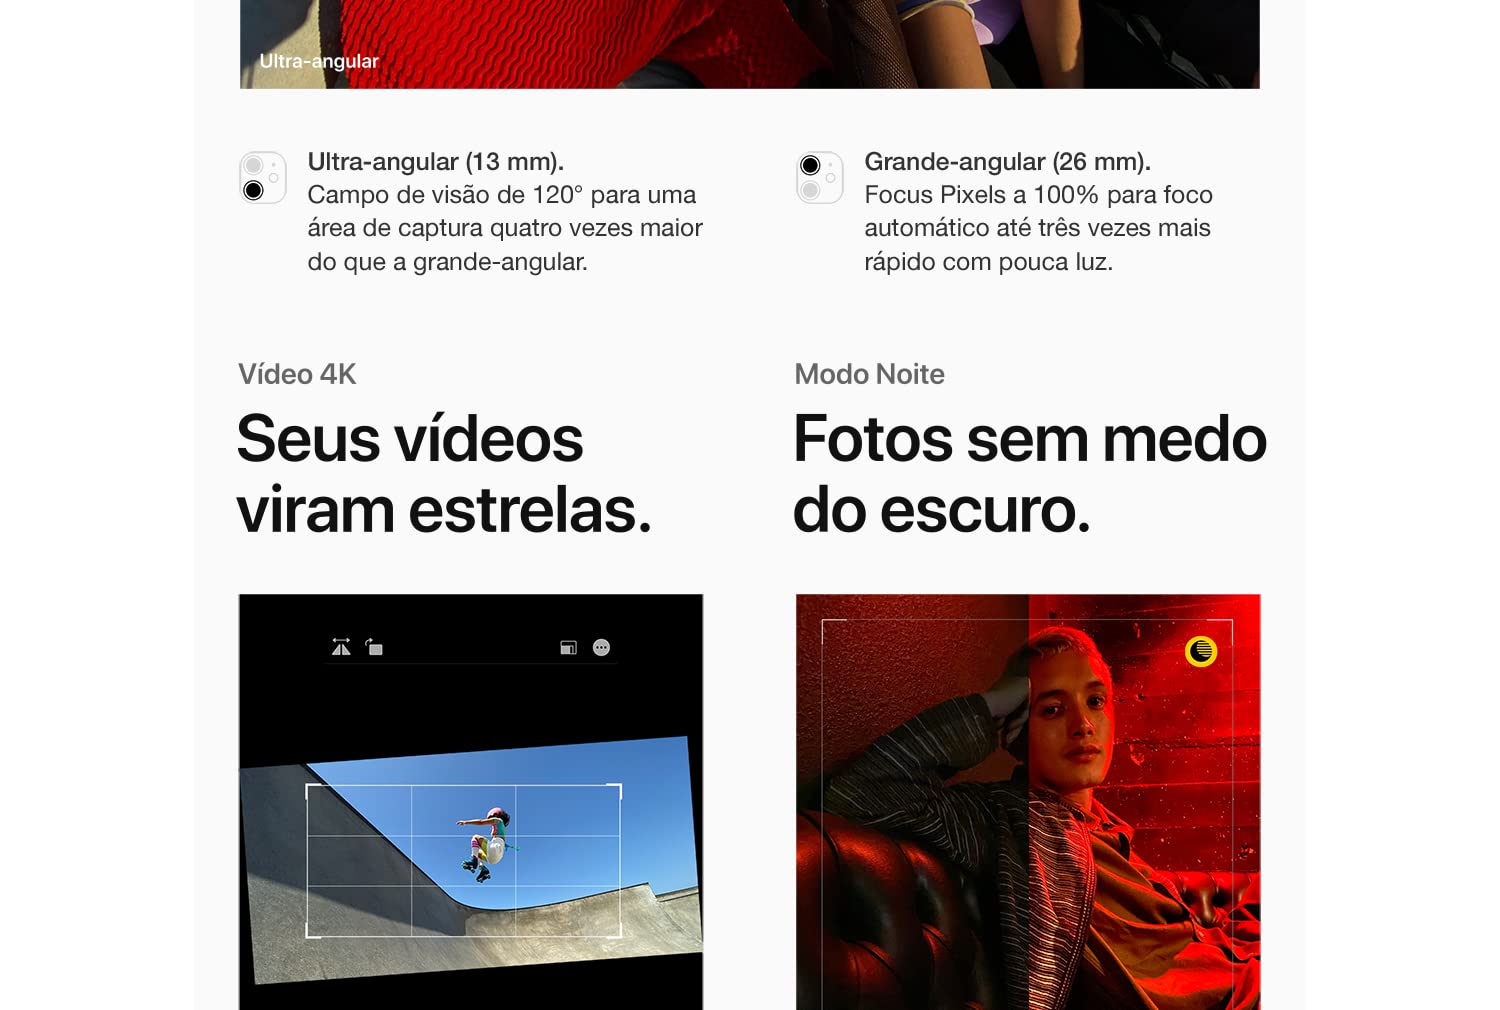 Ultra-angular
Ultra-angular (13 mm).
Campo de visão de 120° para uma
área de captura quatro vezes maior
do que a grande-angular.
Grande-angular (26 mm).
Focus Pixels a 100% para foco
automático até três vezes mais
rápido com pouca luz.
Vídeo 4K
Seus vídeos
viram estrelas.
Modo Noite
Fotos sem medo
do escuro.